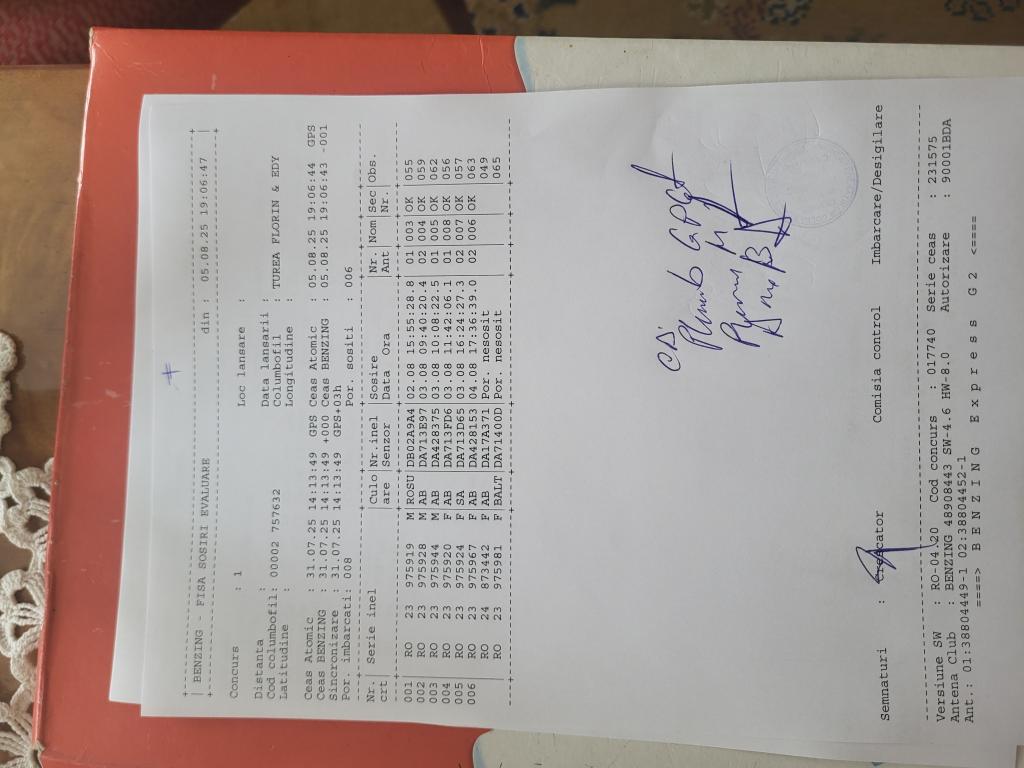 | BENZING - FISA SOSIRI EVALUARE din : 05.08.25 19:06:47 |
Concurs : 1 Loc lansare :
Distanta : Data lansarii :
Cod columbofil: 00002 757632 Columbofil : TUREA FLORIN & EDY
Latitudine : Longitudine :
Ceas Atomic : 31.07.25 14:13:49 GPS Ceas Atomic : 05.08.25 19:06:44 GPS
Ceas BENZING : 31.07.25 14:13:49 +000 Ceas BENZING : 05.08.25 19:06:43 -001
Sincronizare : 31.07.25 14:13:49 GPS+03h
Por. imbarcati: 008 Por. sositi : 006
Nr.| Serie inel |Culo|Nr.inel |Sosire |Nr. |Nom|Sec|Obs.
crt| |are |Senzor |Data Ora |Ant| |Nr.|
001 RO 23 975919 M ROSU DB02A9A4 02.08 15:55:28.8 01 003 OK 055
002 RO 23 975928 M AB DA713E97 03.08 09:40:20.4 02 004 OK 059
003 RO 23 975944 M AB DA428375 03.08 10:08:22.5 01 005 OK 062
004 RO 23 975920 F AB DA713FD6 03.08 11:42:06.1 01 008 OK 056
005 RO 23 975924 F SA DA713D65 03.08 16:24:27.3 02 007 OK 057
006 RO 23 975967 F AB DA428153 04.08 17:36:39.0 02 006 OK 063
RO 24 873442 F AB DA17A371 Por. nesosit 049
RO 23 975981 F BALT DA71400D Por. nesosit 065
Semnaturi : Crescator Comisia control Imbarcare/Desigilare
Versiune SW : RO-04.20 Cod concurs : 017740 Serie ceas : 231575
Antena Club : BENZING 48908443 SW-4.6 HW-8.0 Autorizare : 90001BDA
Ant.: 01:38804449-1 02:38804452-1
====> B E N Z I N G E x p r e s s G 2 <====